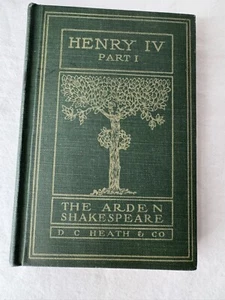 HENRY IV
PART I
THE ARDEN
SHAKESPEARE
D C HEATH & CO